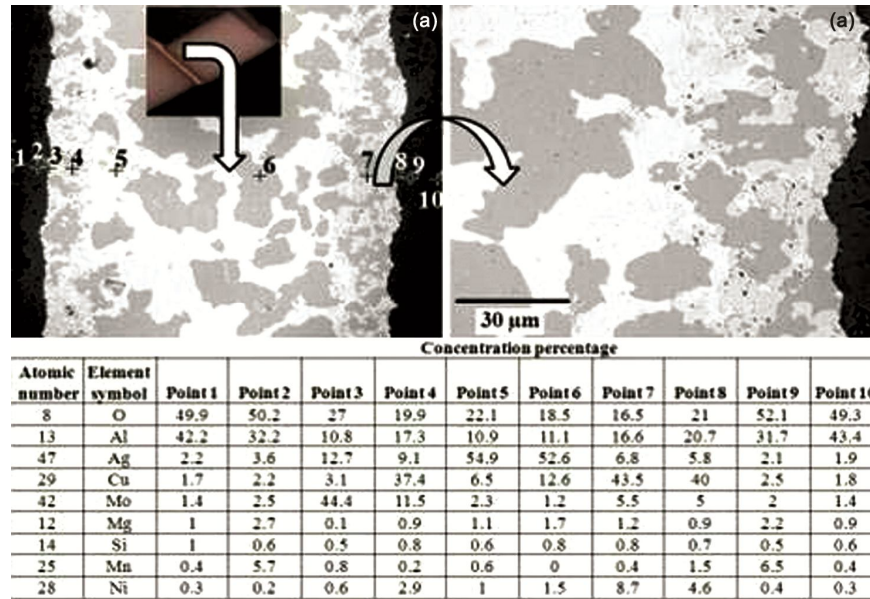 (a)
(a)
1 2 3 4 5 6 7 8 9 10
30 µm
Concentration percentage
Atomic number Element symbol Point 1 Point 2 Point 3 Point 4 Point 5 Point 6 Point 7 Point 8 Point 9 Point 10
8 O 49.9 50.2 27 19.9 22.1 18.5 16.5 21 52.1 49.3
13 Al 42.2 32.2 10.8 17.3 10.9 11.1 16.6 20.7 31.7 43.4
47 Ag 2.2 3.6 12.7 9.1 54.9 52.6 6.8 5.8 2.1 1.9
29 Cu 1.7 2.2 3.1 37.4 6.5 12.6 43.5 40 2.5 1.8
42 Mo 1.4 2.5 44.4 11.5 2.3 1.2 5.5 5 2 1.4
12 Mg 1 2.7 0.1 0.9 1.1 1.7 1.2 0.9 2.2 0.9
14 Si 1 0.6 0.5 0.8 0.6 0.8 0.8 0.7 0.5 0.6
25 Mn 0.4 5.7 0.8 0.2 0.6 0 0.4 1.5 6.5 0.4
28 Ni 0.3 0.2 0.6 2.9 1 1.5 8.7 4.6 0.4 0.3